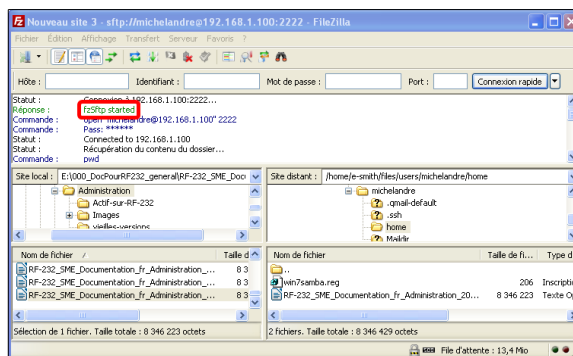 Nouveau site 3 - sftp://michelandre@192.168.1.100:2222 - FileZilla
Fichier Édition Affichage Transfert Serveur Favoris ?
Hôte : Identifiant : Mot de passe : Port : Connexion rapide
Statut : Connexion à 192.168.1.100:2222...
Réponse : fzSftp started
Commande : open "michelandre@192.168.1.100" 2222
Commande : Pass: ******
Statut : Connected to 192.168.1.100
Statut : Récupération du contenu du dossier...
Commande : pwd
Site local : E:\000_DocPourRF232_general\RF-232_SME_Docu
Site distant : /home/e-smith/files/users/michelandre/home
Administration
Actif-sur-RF-232
Images
vieilles-versions
michelandre
.qmail-default
.ssh
home
Maildir
Nom de fichier Taille d
RF-232_SME_Documentation_fr_Administration_... 8 3
RF-232_SME_Documentation_fr_Administration_... 8 3
RF-232_SME_Documentation_fr_Administration_... 8 3
Nom de fichier Taille de fi... Type d
..
win7samba.reg 206 Inscriptio
RF-232_SME_Documentation_fr_Administration_20... 8 346 223 Texte Op
Sélection de 1 fichier. Taille totale : 8 346 223 octets
2 fichiers. Taille totale : 8 346 429 octets
File d'attente : 13,4 Mio